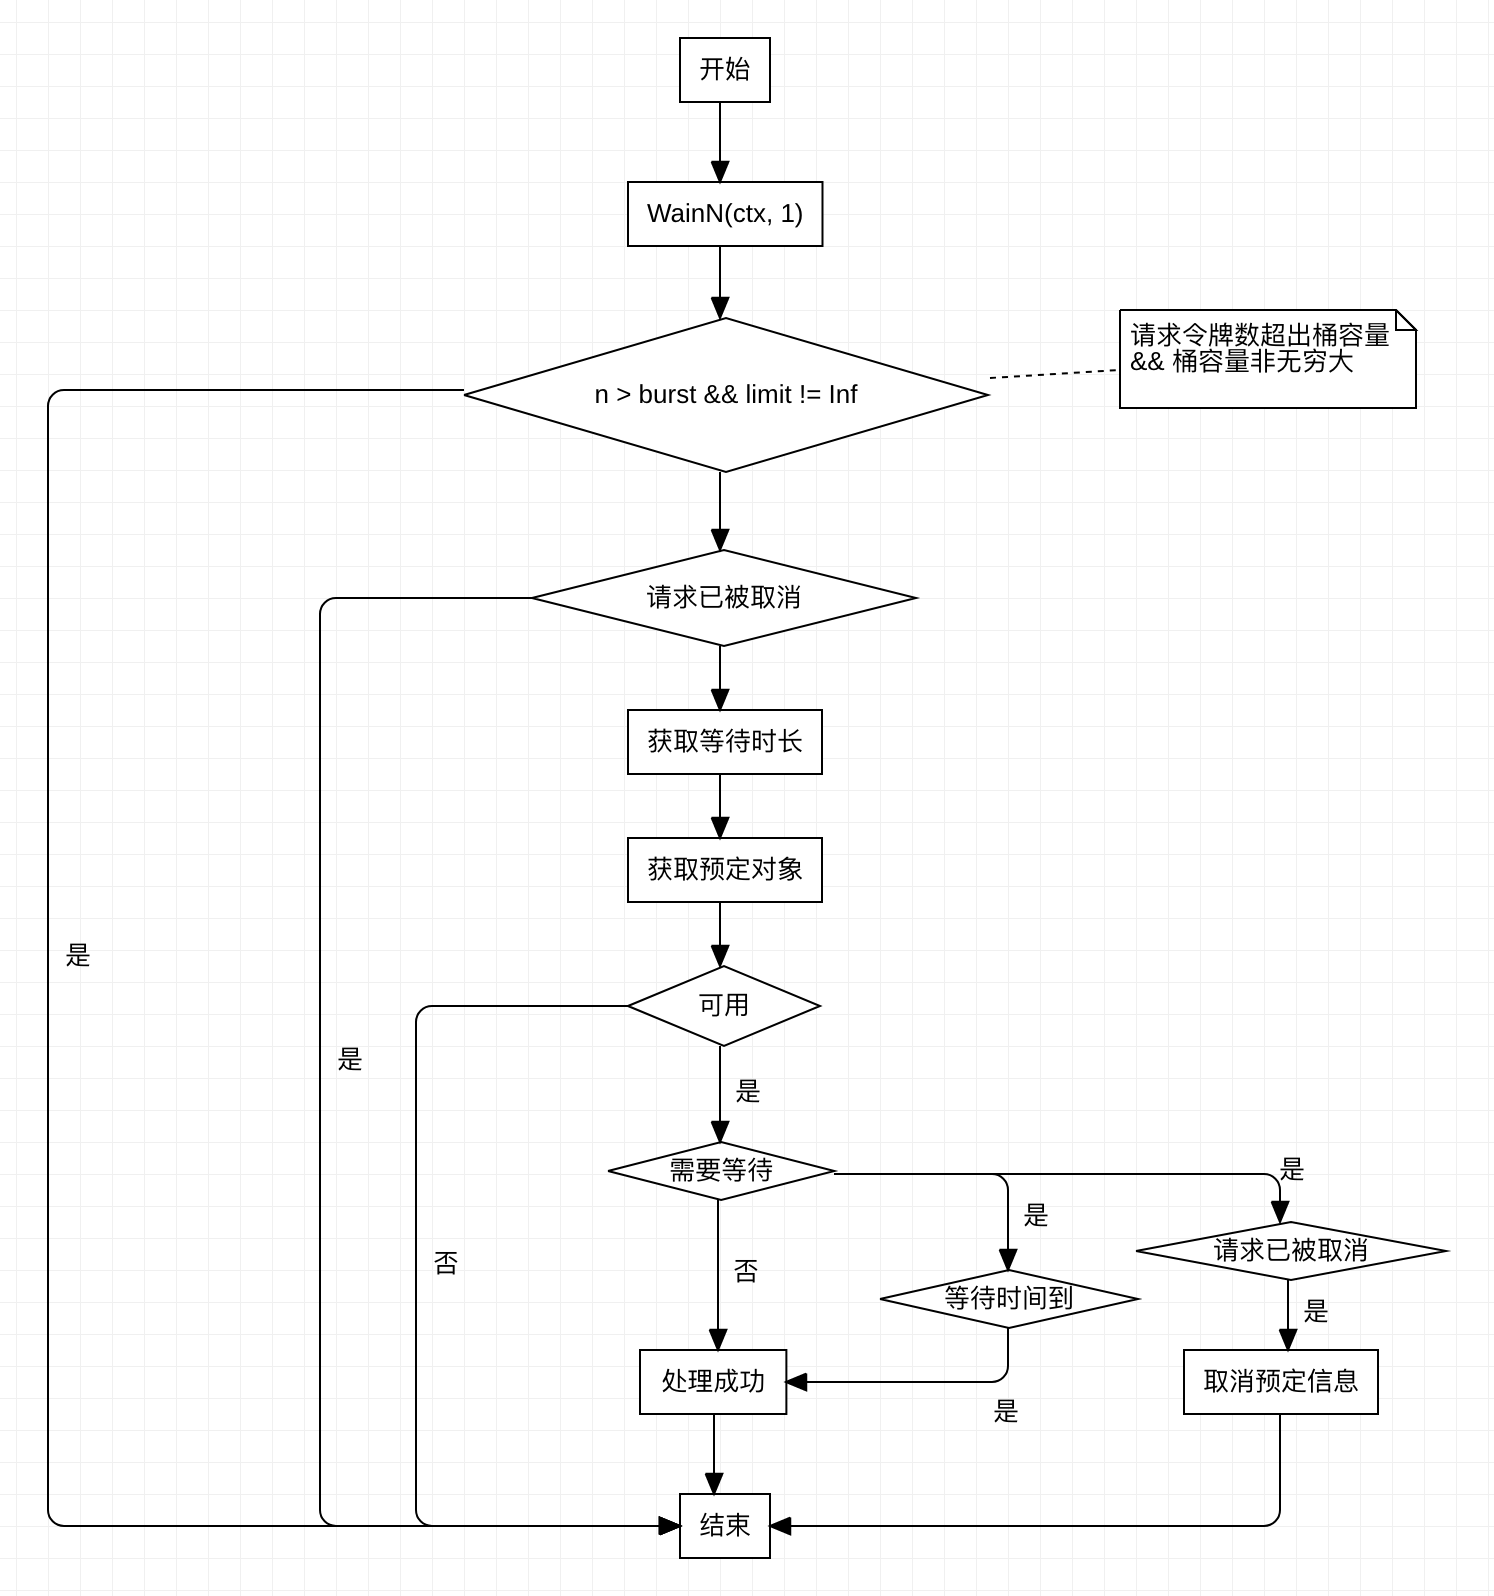 开始
WainN(ctx, 1)
请求令牌数超出桶容量
&& 桶容量非无穷大
n > burst && limit != Inf
请求已被取消
获取等待时长
获取预定对象
是
可用
是
是
需要等待
是
是
请求已被取消
否
否
等待时间到
是
处理成功
取消预定信息
是
结束